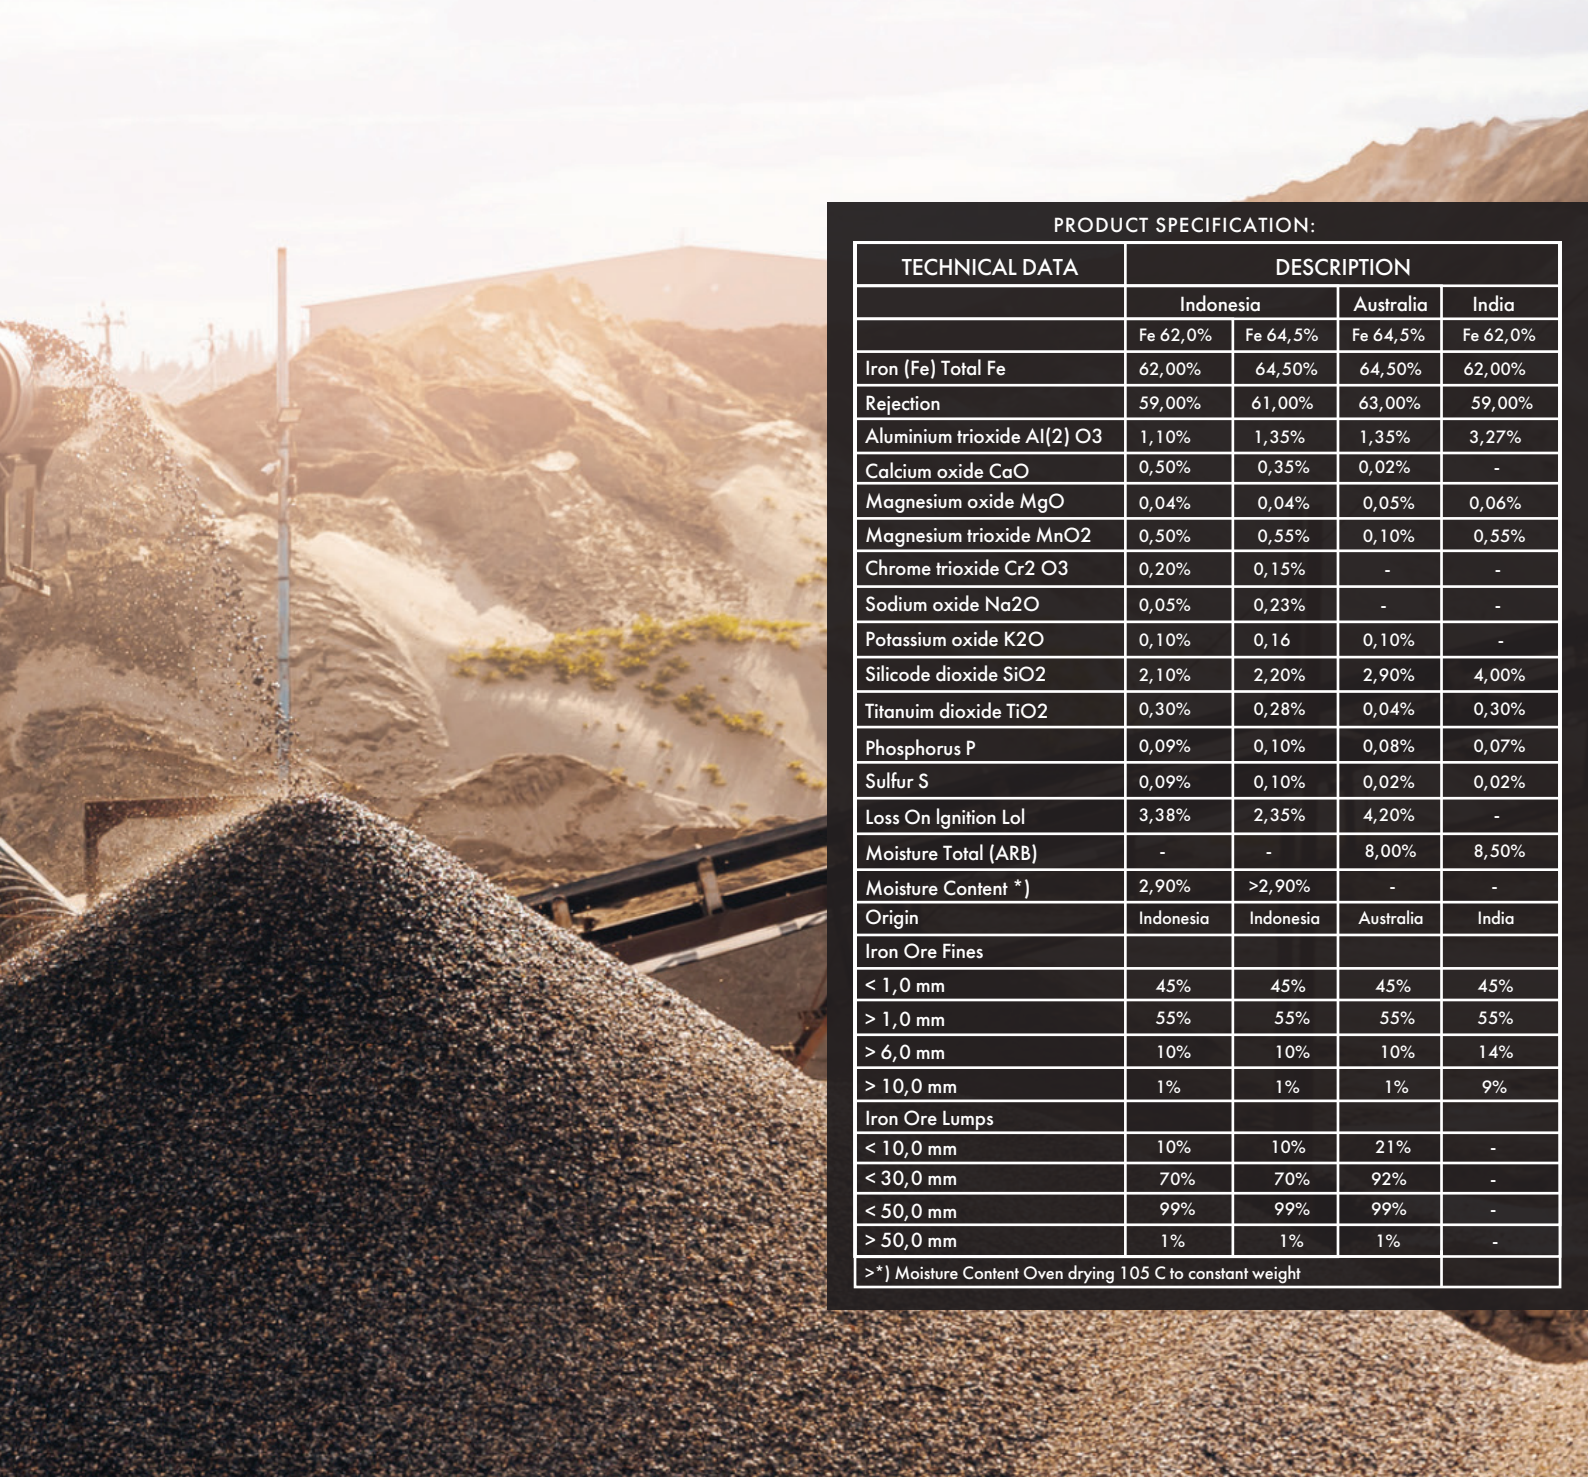 PRODUCT SPECIFICATION:
TECHNICAL DATA DESCRIPTION
Indonesia Australia India
Fe 62,0% Fe 64,5% Fe 64,5% Fe 62,0%
Iron (Fe) Total Fe 62,00% 64,50% 64,50% 62,00%
Rejection 59,00% 61,00% 63,00% 59,00%
Aluminium trioxide AI(2) O3 1,10% 1,35% 1,35% 3,27%
Calcium oxide CaO 0,50% 0,35% 0,02% -
Magnesium oxide MgO 0,04% 0,04% 0,05% 0,06%
Magnesium trioxide MnO2 0,50% 0,55% 0,10% 0,55%
Chrome trioxide Cr2 O3 0,20% 0,15% - -
Sodium oxide Na2O 0,05% 0,23% - -
Potassium oxide K2O 0,10% 0,16 0,10% -
Silicode dioxide SiO2 2,10% 2,20% 2,90% 4,00%
Titanuim dioxide TiO2 0,30% 0,28% 0,04% 0,30%
Phosphorus P 0,09% 0,10% 0,08% 0,07%
Sulfur S 0,09% 0,10% 0,02% 0,02%
Loss On Ignition Lol 3,38% 2,35% 4,20% -
Moisture Total (ARB) - - 8,00% 8,50%
Moisture Content *) 2,90% >2,90% - -
Origin Indonesia Indonesia Australia India
Iron Ore Fines
< 1,0 mm 45% 45% 45% 45%
> 1,0 mm 55% 55% 55% 55%
> 6,0 mm 10% 10% 10% 14%
> 10,0 mm 1% 1% 1% 9%
Iron Ore Lumps
< 10,0 mm 10% 10% 21% -
< 30,0 mm 70% 70% 92% -
< 50,0 mm 99% 99% 99% -
> 50,0 mm 1% 1% 1% -
>*) Moisture Content Oven drying 105 C to constant weight